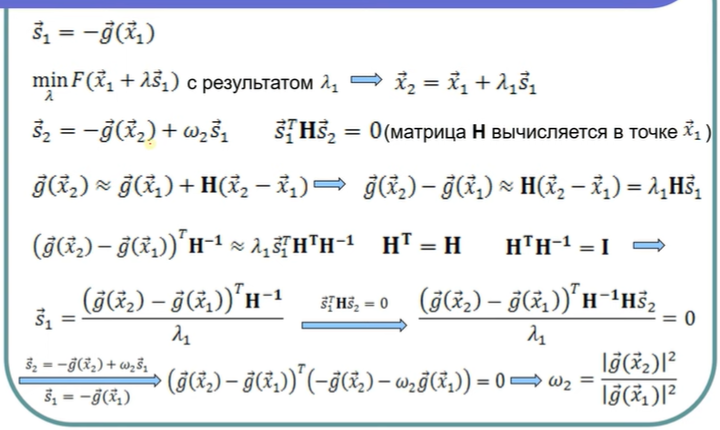 s⃗₁ = −g⃗(x⃗₁)
min_λ F(x⃗₁ + λs⃗₁) с результатом λ₁ ⟹ x⃗₂ = x⃗₁ + λ₁s⃗₁
s⃗₂ = −g⃗(x⃗₂) + ω₂s⃗₁ s⃗₁ᵀHs⃗₂ = 0 (матрица H вычисляется в точке x⃗₁)
g⃗(x⃗₂) ≈ g⃗(x⃗₁) + H(x⃗₂ − x⃗₁) ⟹ g⃗(x⃗₂) − g⃗(x⃗₁) ≈ H(x⃗₂ − x⃗₁) = λ₁Hs⃗₁
(g⃗(x⃗₂) − g⃗(x⃗₁))ᵀH⁻¹ ≈ λ₁s⃗₁ᵀHᵀH⁻¹ Hᵀ = H HᵀH⁻¹ = I ⟹
s⃗₁ = (g⃗(x⃗₂) − g⃗(x⃗₁))ᵀH⁻¹ / λ₁ s⃗₁ᵀHs⃗₂ = 0 ⟹ (g⃗(x⃗₂) − g⃗(x⃗₁))ᵀH⁻¹Hs⃗₂ / λ₁ = 0
s⃗₂ = −g⃗(x⃗₂) + ω₂s⃗₁ s⃗₁ = −g⃗(x⃗₁) ⟹ (g⃗(x⃗₂) − g⃗(x⃗₁))ᵀ(−g⃗(x⃗₂) − ω₂g⃗(x⃗₁)) = 0 ⟹ ω₂ = |g⃗(x⃗₂)|² / |g⃗(x⃗₁)|²